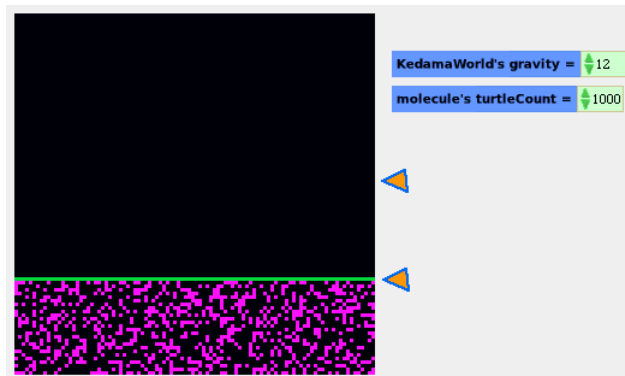 KedamaWorld's gravity = 12
molecule's turtleCount = 1000